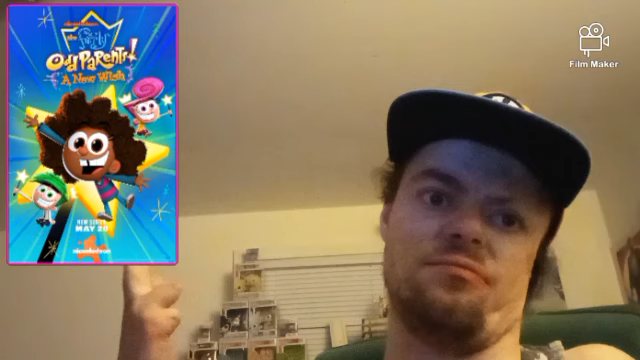 nickelodeon
the fairly
OddParents!
A New Wish
NEW SERIES
MAY 20
nickelodeon
Film Maker